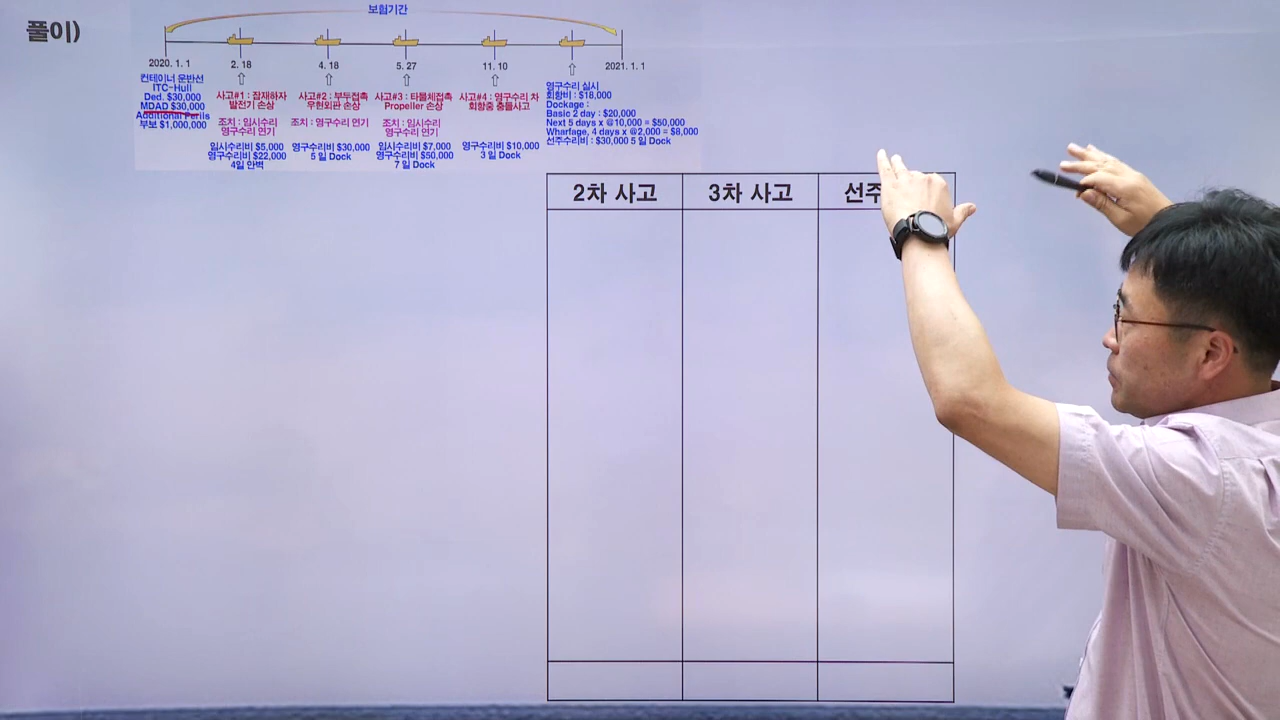 풀이)
보험기간
2020. 1. 1
2. 18
4. 18
5. 27
11. 10
2021. 1. 1
컨테이너 운반선
ITC-Hull
Ded. $30,000
MDAD $30,000
Additional Perils
부보 $1,000,000
사고#1 : 잠재하자
발전기 손상
조치 : 임시수리
영구수리 연기
임시수리비 $5,000
영구수리비 $22,000
4일 안벽
사고#2 : 부두접촉
우현외판 손상
조치 : 영구수리 연기
영구수리비 $30,000
5 일 Dock
사고#3 : 타물체접촉
Propeller 손상
조치 : 임시수리
영구수리 연기
임시수리비 $7,000
영구수리비 $50,000
7 일 Dock
사고#4 : 영구수리 차
회항중 충돌사고
영구수리비 $10,000
3 일 Dock
영구수리 실시
회항비 : $18,000
Dockage :
Basic 2 day : $20,000
Next 5 days x @10,000 = $50,000
Wharfage, 4 days x @2,000 = $8,000
선주수리비 : $30,000 5 일 Dock
2차 사고
3차 사고
선주